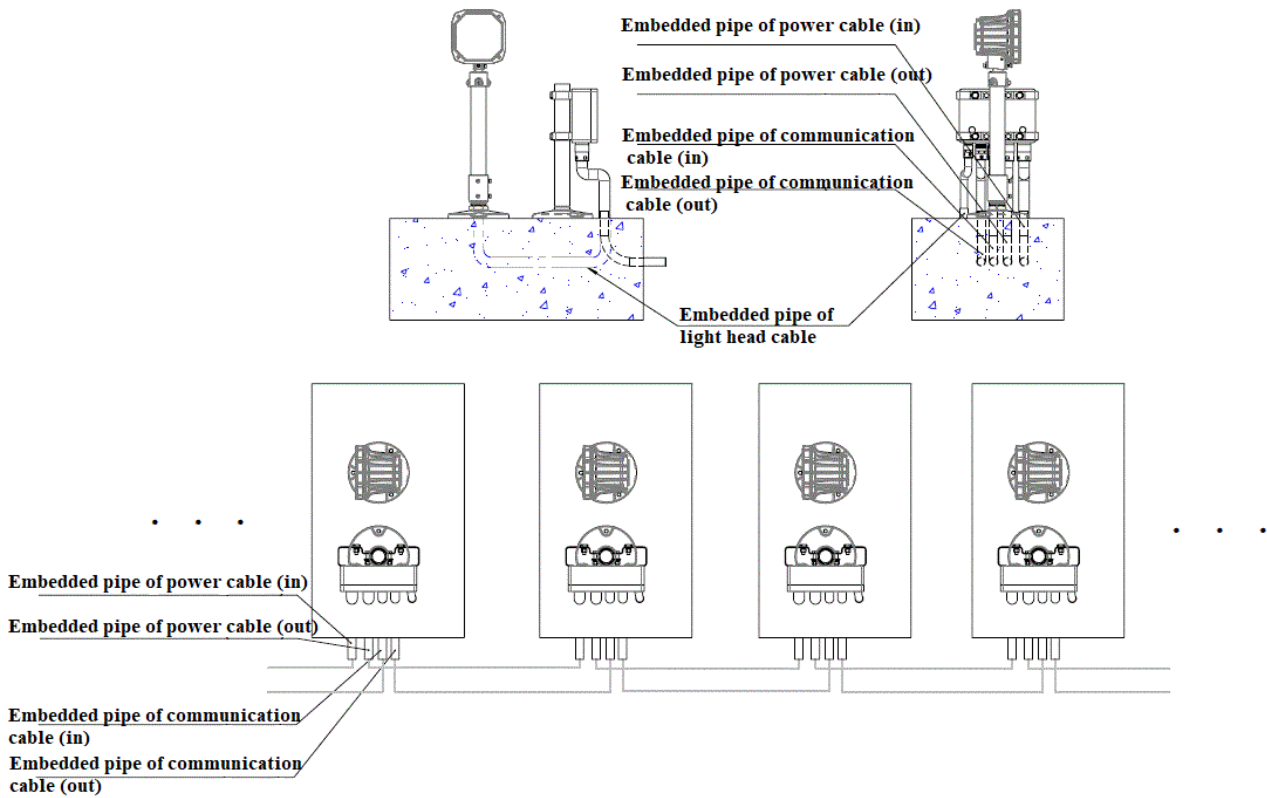 Embedded pipe of power cable (in)
Embedded pipe of power cable (out)
Embedded pipe of communication
cable (in)
Embedded pipe of communication
cable (out)
Embedded pipe of
light head cable
. . .
. . .
Embedded pipe of power cable (in)
Embedded pipe of power cable (out)
Embedded pipe of communication
cable (in)
Embedded pipe of communication
cable (out)